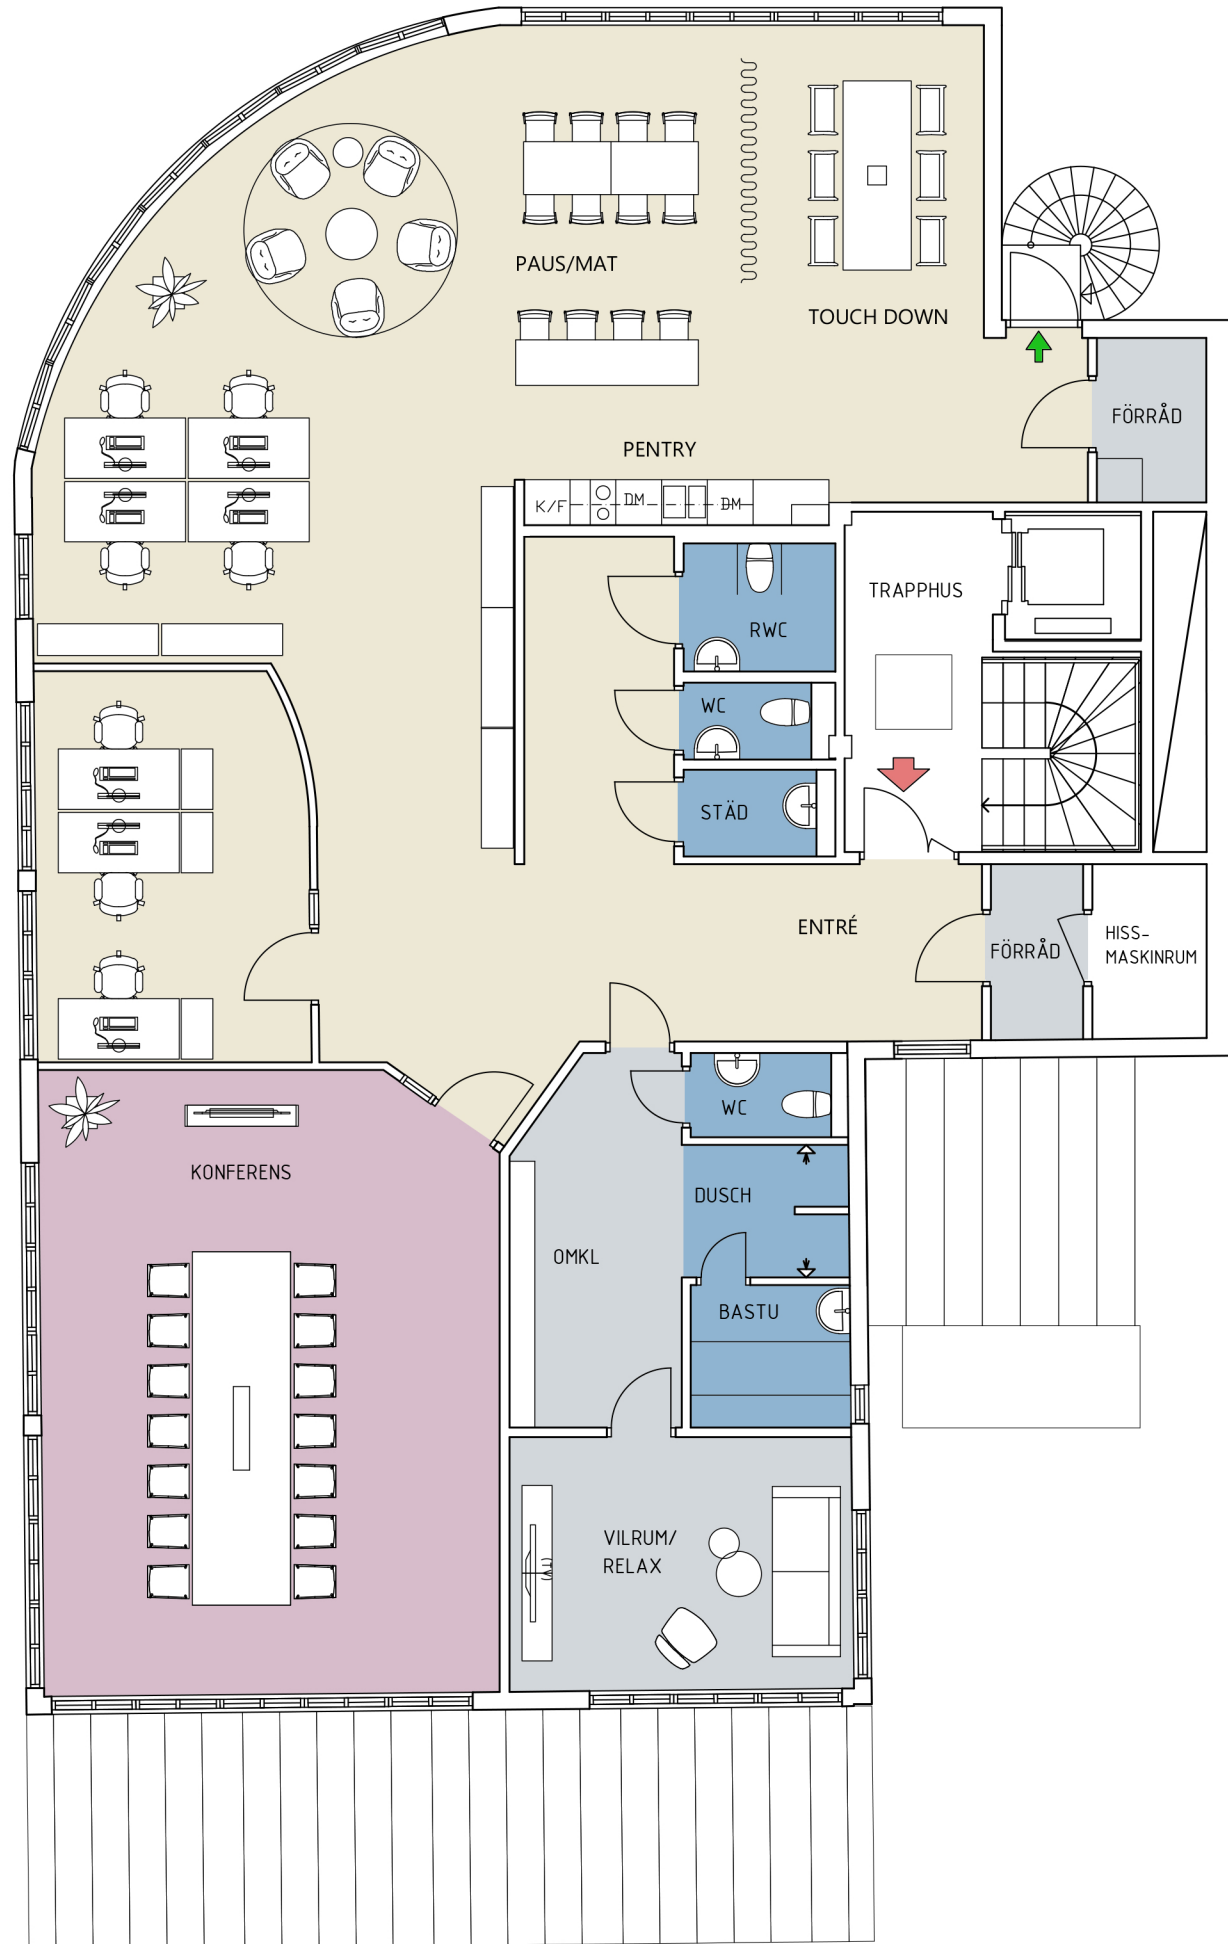 PAUS/MAT
TOUCH DOWN
FÖRRÅD
PENTRY
K/F
DM
DM
TRAPPHUS
RWC
WC
STÄD
ENTRÉ
FÖRRÅD
HISS-
MASKINRUM
WC
KONFERENS
DUSCH
OMKL
BASTU
VILRUM/
RELAX